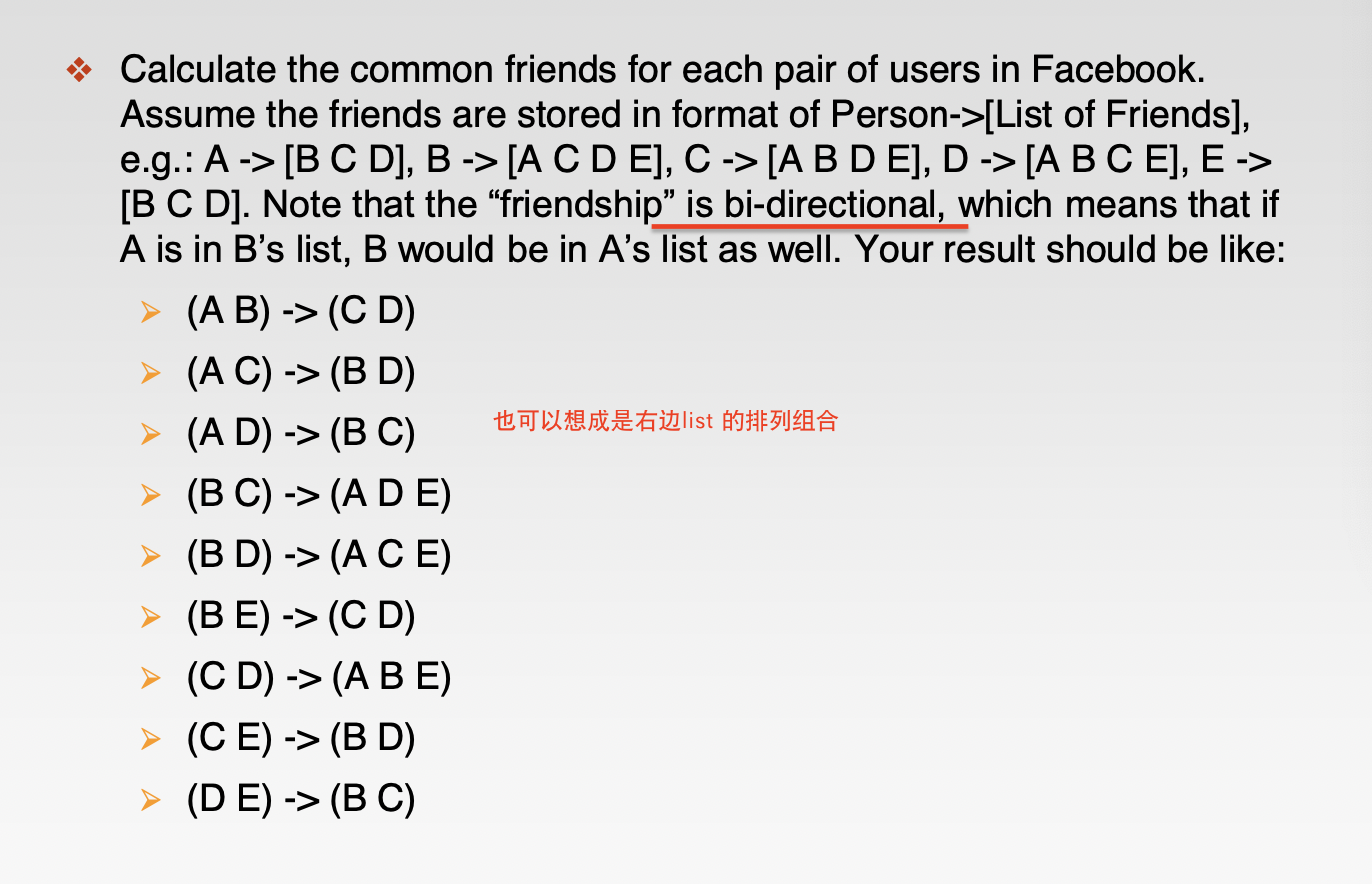 Calculate the common friends for each pair of users in Facebook.
Assume the friends are stored in format of Person->[List of Friends],
e.g.: A -> [B C D], B -> [A C D E], C -> [A B D E], D -> [A B C E], E ->
[B C D]. Note that the “friendship” is bi-directional, which means that if
A is in B’s list, B would be in A’s list as well. Your result should be like:
(A B) -> (C D)
(A C) -> (B D)
也可以想成是右边list 的排列组合
(A D) -> (B C)
(B C) -> (A D E)
(B D) -> (A C E)
(B E) -> (C D)
(C D) -> (A B E)
(C E) -> (B D)
(D E) -> (B C)